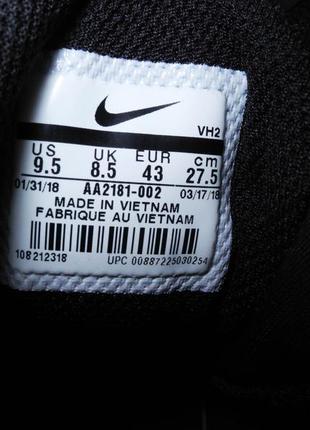 VH2
US UK EUR cm
9.5 8.5 43 27.5
01/31/18 AA2181-002 03/17/18
MADE IN VIETNAM
FABRIQUE AU VIETNAM
108212318 UPC 00887225030254